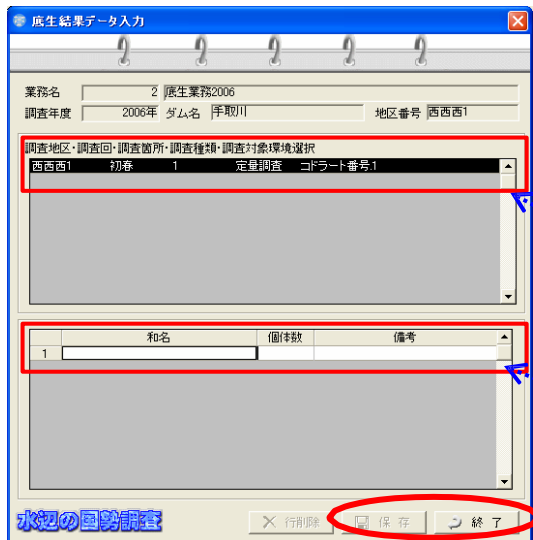 底生結果データ入力
業務名 2 底生業務2006
調査年度 2006年 ダム名 手取川 地区番号 西西西1
調査地区・調査回・調査箇所・調査種類・調査対象環境選択
西西西1 初春 1 定量調査 コドラート番号.1
和名 個体数 備考
1
水辺の国勢調査 行削除 保存 終了